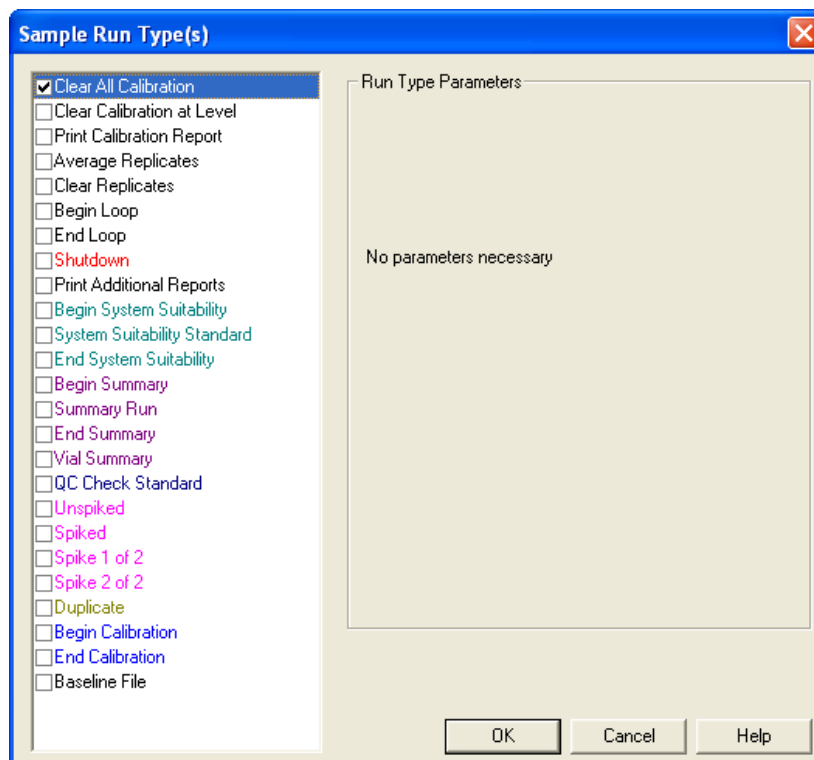 Sample Run Type(s)
Clear All Calibration
Clear Calibration at Level
Print Calibration Report
Average Replicates
Clear Replicates
Begin Loop
End Loop
Shutdown
Print Additional Reports
Begin System Suitability
System Suitability Standard
End System Suitability
Begin Summary
Summary Run
End Summary
Vial Summary
QC Check Standard
Unspiked
Spiked
Spike 1 of 2
Spike 2 of 2
Duplicate
Begin Calibration
End Calibration
Baseline File
Run Type Parameters
No parameters necessary
OK
Cancel
Help